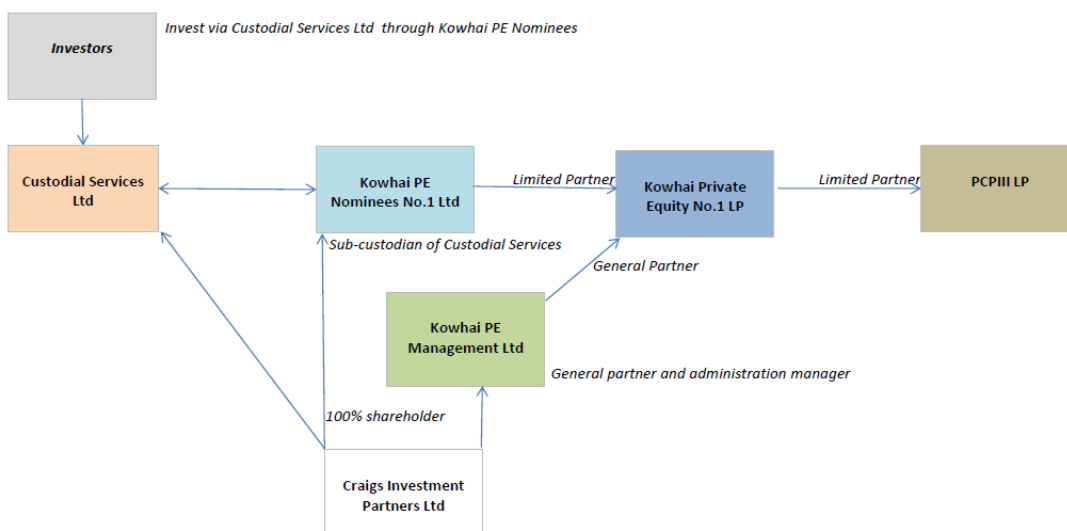 Invest via Custodial Services Ltd through Kowhai PE Nominees
Investors
Custodial Services
Ltd
Kowhai PE
Nominees No.1 Ltd
Limited Partner
Kowhai Private
Equity No.1 LP
Limited Partner
PCPIII LP
Sub-custodian of Custodial Services
General Partner
Kowhai PE
Management Ltd
General partner and administration manager
100% shareholder
Craigs Investment
Partners Ltd